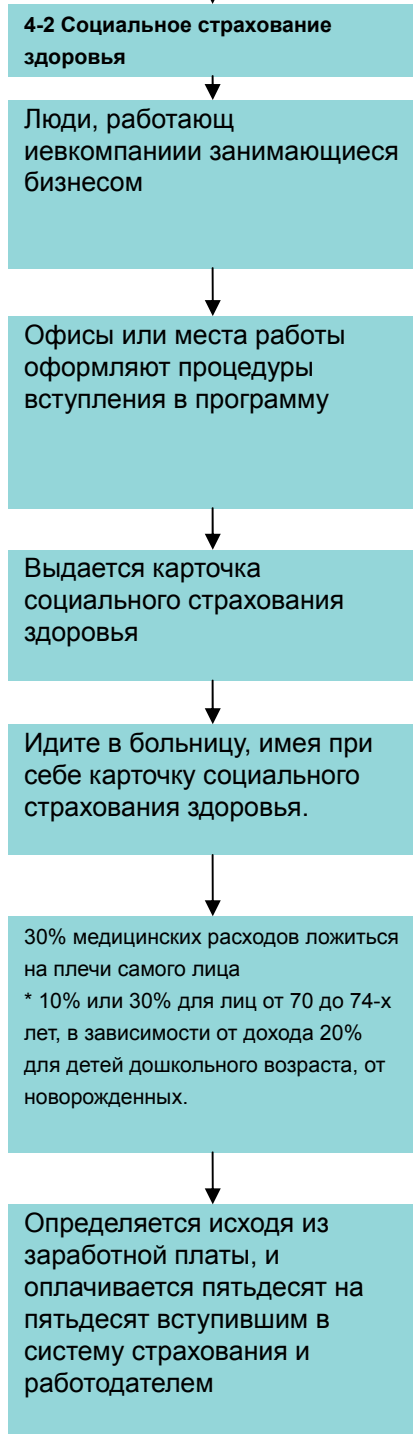 4-2 Социальное страхование
здоровья
Люди, работающ
иевкомпаниии занимающиеся
бизнесом
Офисы или места работы
оформляют процедуры
вступления в программу
Выдается карточка
социального страхования
здоровья
Идите в больницу, имея при
себе карточку социального
страхования здоровья.
30% медицинских расходов ложиться
на плечи самого лица
* 10% или 30% для лиц от 70 до 74-х
лет, в зависимости от дохода 20%
для детей дошкольного возраста, от
новорожденных.
Определяется исходя из
заработной платы, и
оплачивается пятьдесят на
пятьдесят вступившим в
систему страхования и
работодателем